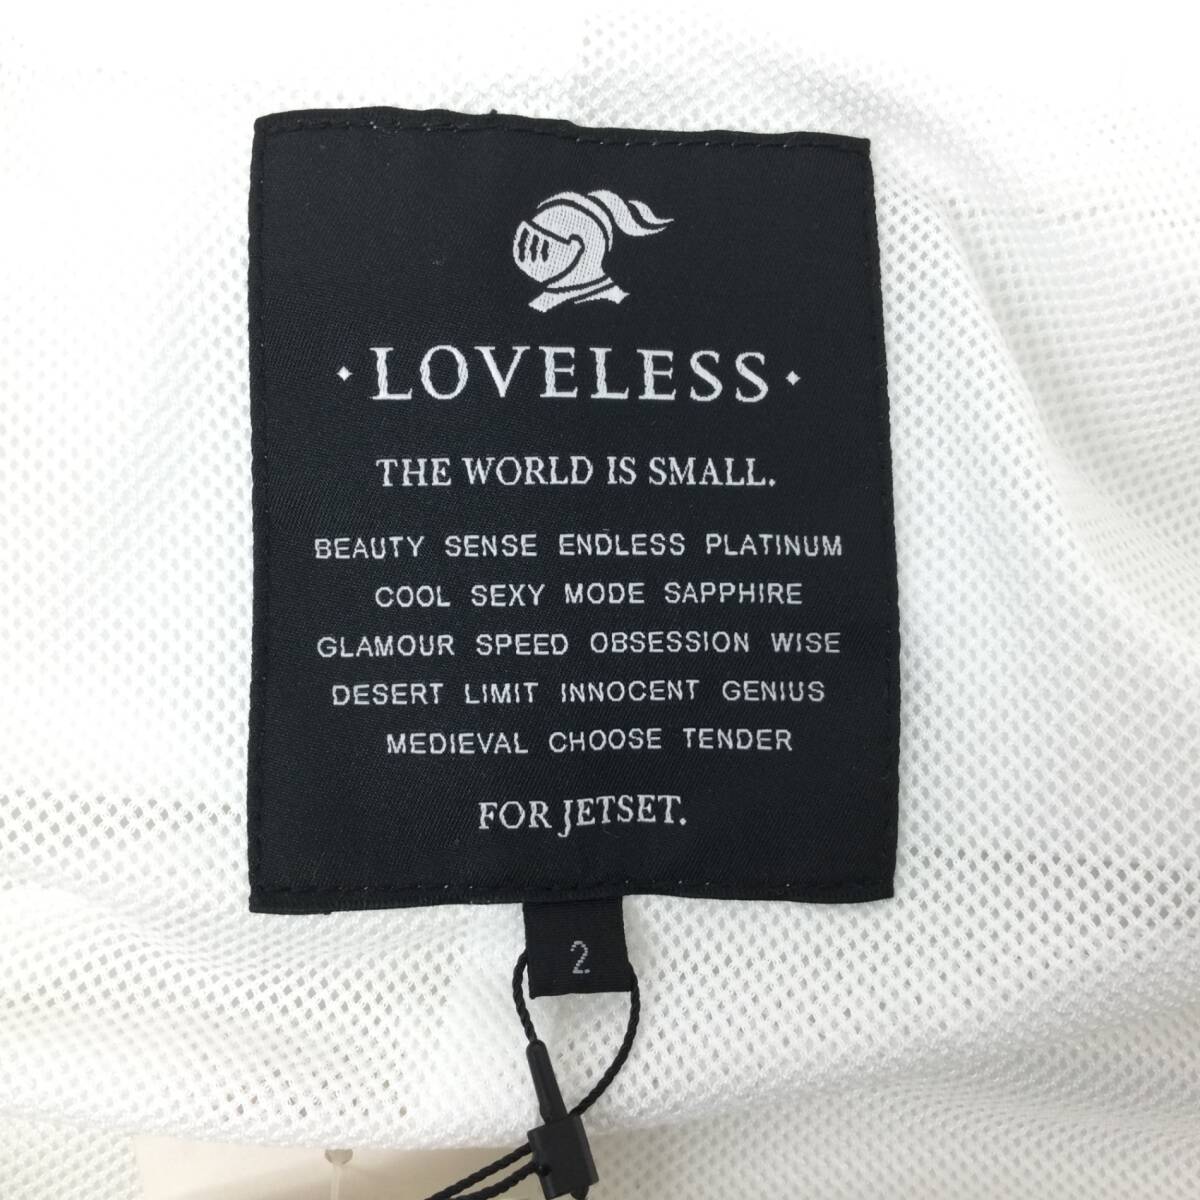 LOVELESS
THE WORLD IS SMALL.
BEAUTY SENSE ENDLESS PLATINUM
COOL SEXY MODE SAPPHIRE
GLAMOUR SPEED OBSESSION WISE
DESERT LIMIT INNOCENT GENIUS
MEDIEVAL CHOOSE TENDER
FOR JETSET.
2